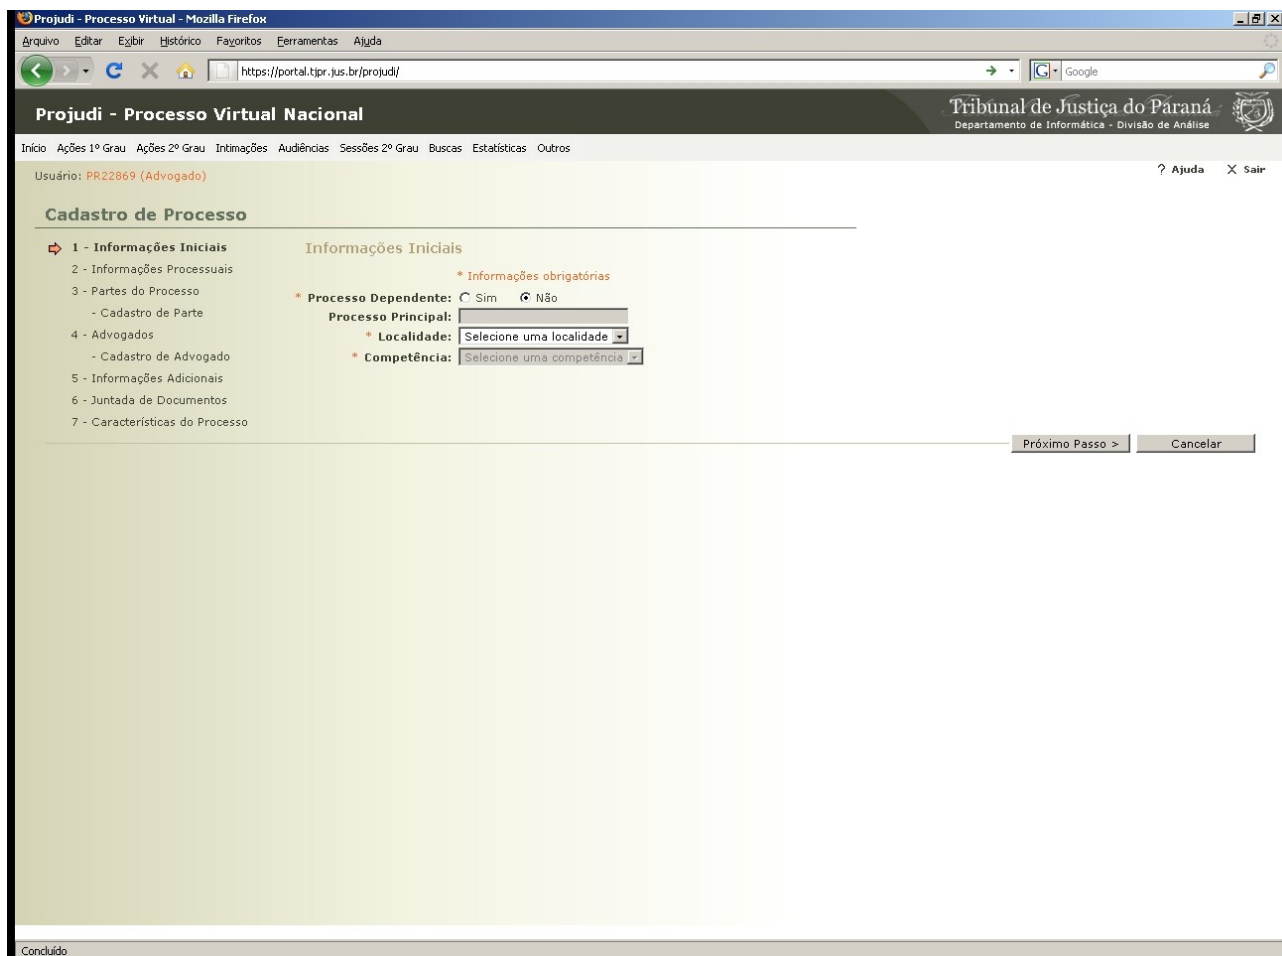 Projudi - Processo Virtual - Mozilla Firefox
Arquivo Editar Exibir Histórico Favoritos Ferramentas Ajuda
https://portal.tjpr.jus.br/projudi/
G Google
Projudi - Processo Virtual Nacional
Tribunal de Justiça do Paraná
Departamento de Informática - Divisão de Análise
Início Ações 1º Grau Ações 2º Grau Intimações Audiências Sessões 2º Grau Buscas Estatísticas Outros
Usuário: PR22869 (Advogado)
? Ajuda X Sair
Cadastro de Processo
1 - Informações Iniciais
2 - Informações Processuais
3 - Partes do Processo
- Cadastro de Parte
4 - Advogados
- Cadastro de Advogado
5 - Informações Adicionais
6 - Juntada de Documentos
7 - Características do Processo
Informações Iniciais
* Informações obrigatórias
* Processo Dependente: Sim Não
Processo Principal:
* Localidade: Selecione uma localidade
* Competência: Selecione uma competência
Próximo Passo > Cancelar
Concluído